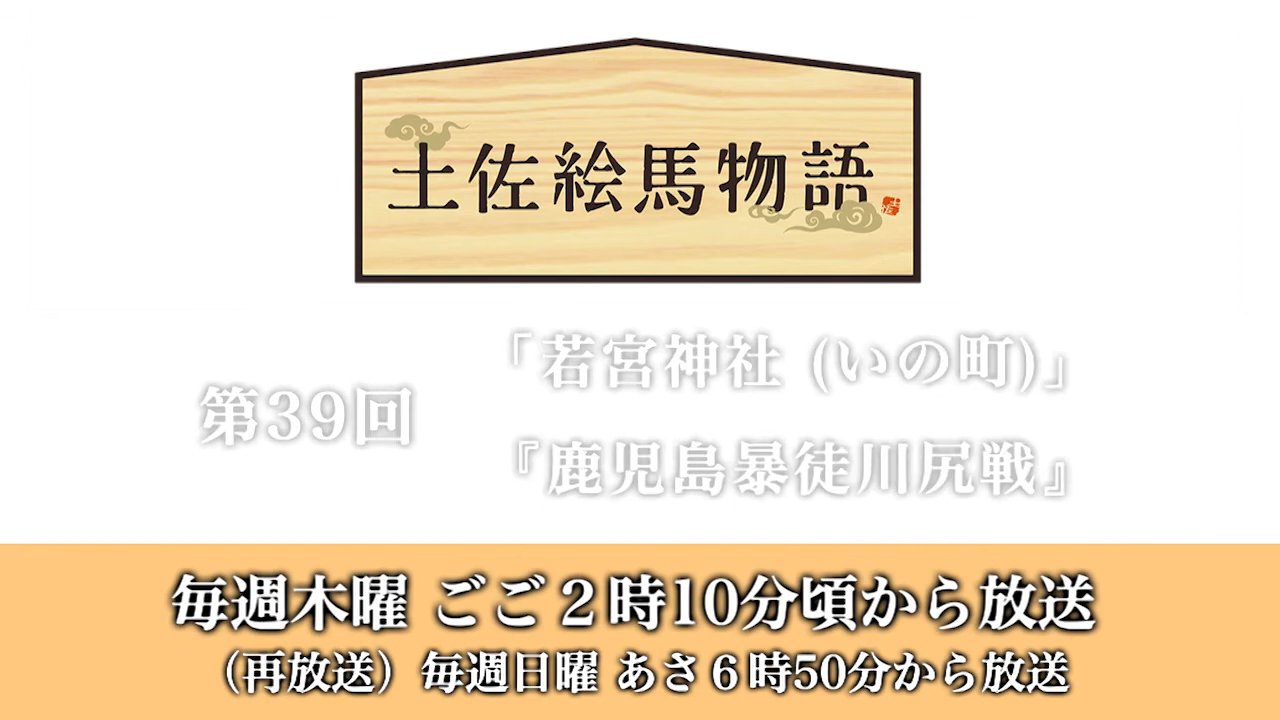 土佐絵馬物語
土佐
第39回
「若宮神社 (いの町)」
『鹿児島暴徒川尻戦』
毎週木曜 ごご２時10分頃から放送
（再放送）毎週日曜 あさ６時50分から放送